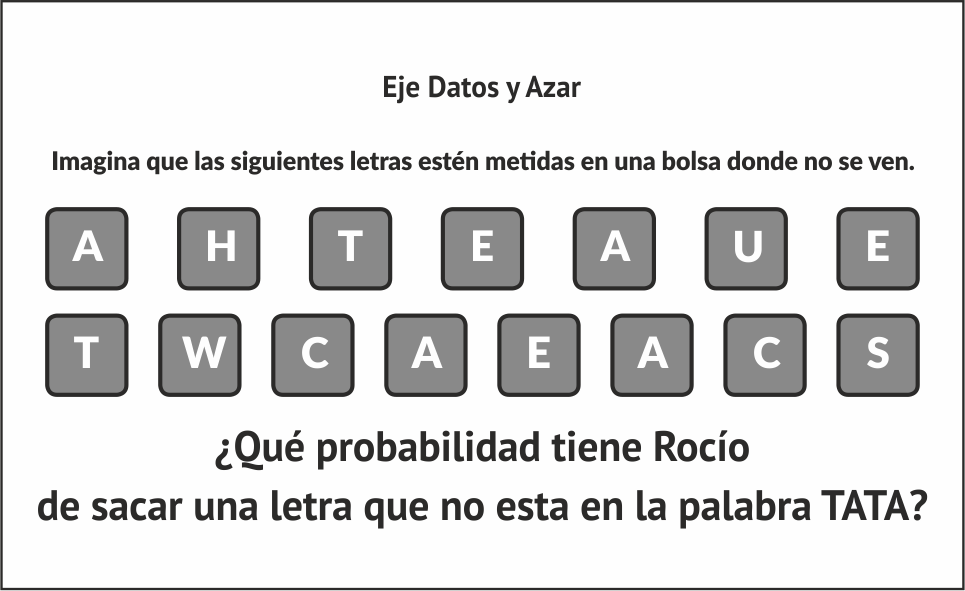 Eje Datos y Azar
Imagina que las siguientes letras estén metidas en una bolsa donde no se ven.
A H T E A U E
T W C A E A C S
¿Qué probabilidad tiene Rocío
de sacar una letra que no esta en la palabra TATA?